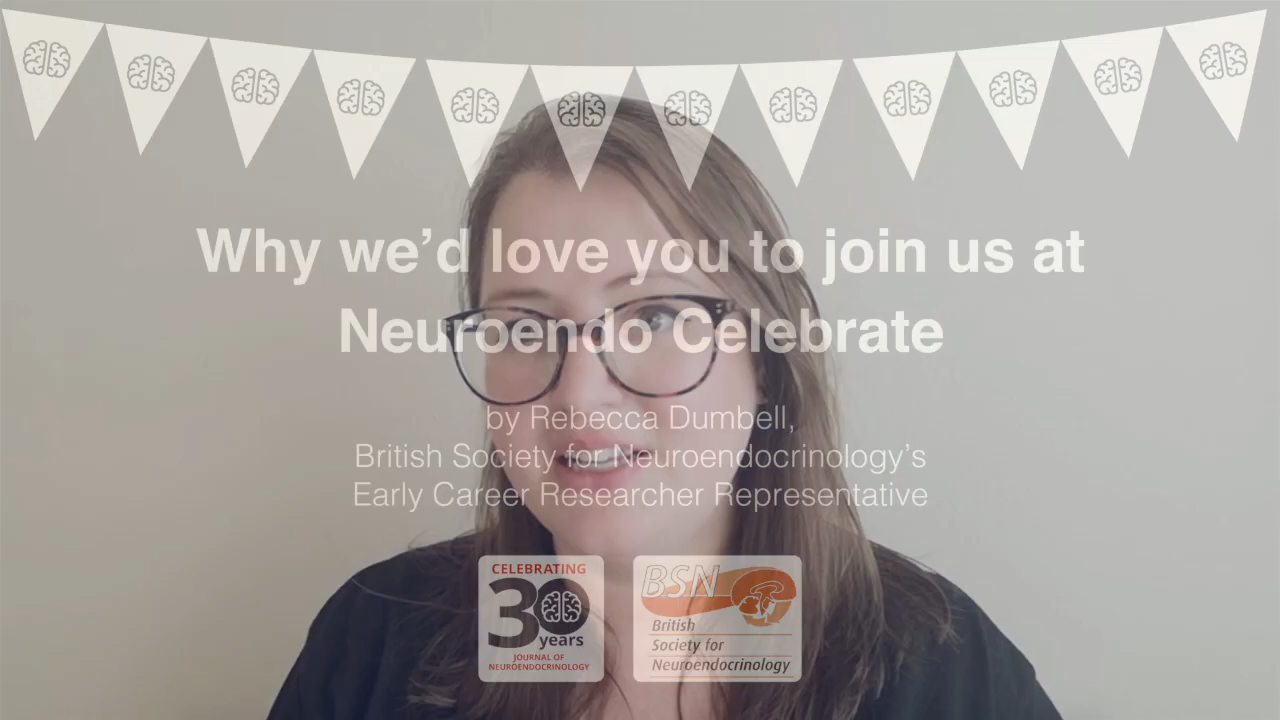 Why we’d love you to join us at
Neuroendo Celebrate
by Rebecca Dumbell,
British Society for Neuroendocrinology’s
Early Career Researcher Representative
CELEBRATING
30
years
JOURNAL OF
NEUROENDOCRINOLOGY
BSN
British
Society for
Neuroendocrinology